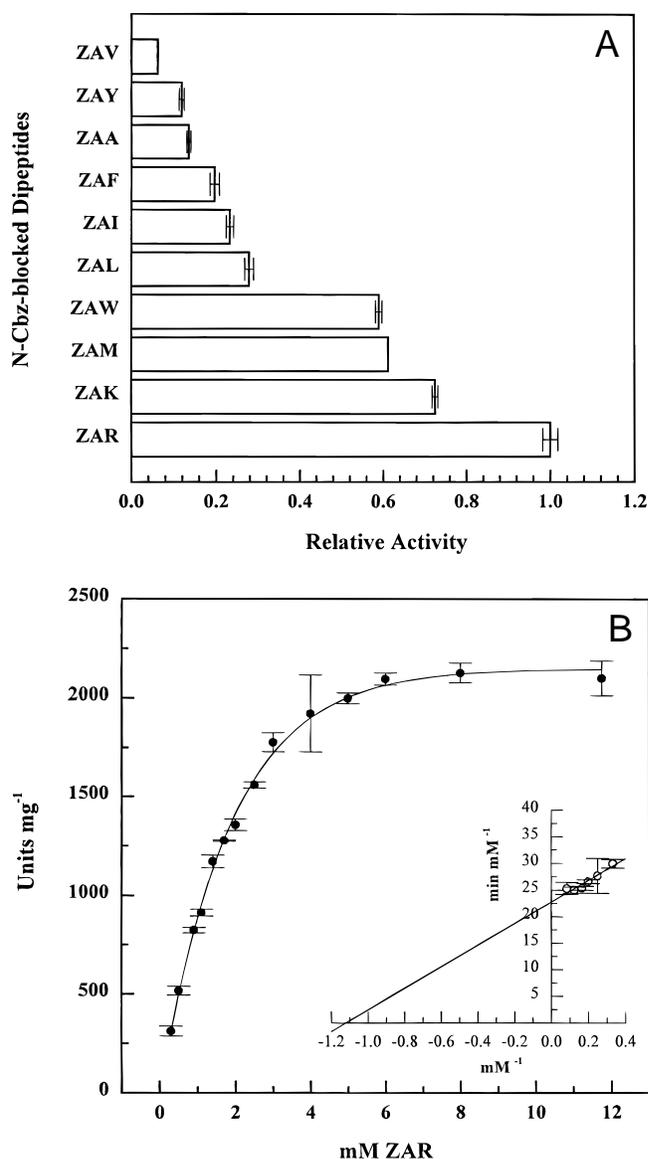 A
N-Cbz-blocked Dipeptides
ZAV
ZAY
ZAA
ZAF
ZAI
ZAL
ZAW
ZAM
ZAK
ZAR
0.0 0.2 0.4 0.6 0.8 1.0 1.2
Relative Activity
B
Units mg-1
2500
2000
1500
1000
500
0
0 2 4 6 8 10 12
mM ZAR
min mM-1
40
35
30
25
20
15
10
5
-1.2 -1.0 -0.8 -0.6 -0.4 -0.2 0.0 0.2 0.4
mM-1